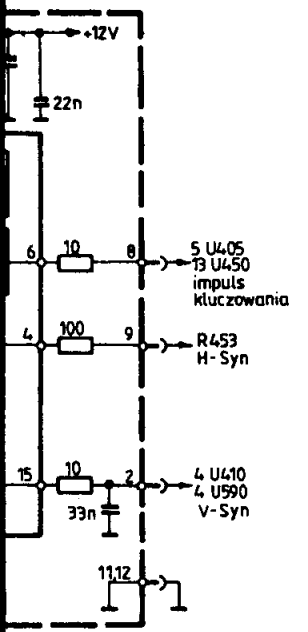 +12V
22n
6 10 8 5 U405
13 U450
impuls
kluczowania
4 100 9 R453
H-Syn
15 10 2 4 U410
4 U590
33n V-Syn
11,12